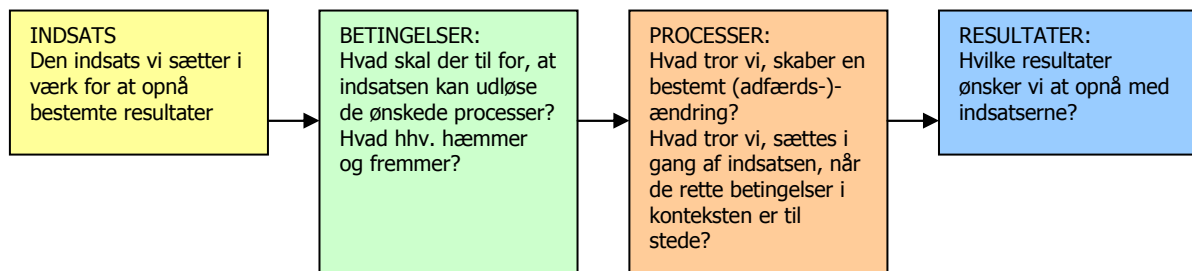 INDSATS
Den indsats vi sætter i
værk for at opnå
bestemte resultater
BETINGELSER:
Hvad skal der til for, at
indsatsen kan udløse
de ønskede processer?
Hvad hhv. hæmmer
og fremmer?
PROCESSER:
Hvad tror vi, skaber en
bestemt (adfærds-)-
ændring?
Hvad tror vi, sættes i
gang af indsatsen, når
de rette betingelser i
konteksten er til
stede?
RESULTATER:
Hvilke resultater
ønsker vi at opnå med
indsatserne?